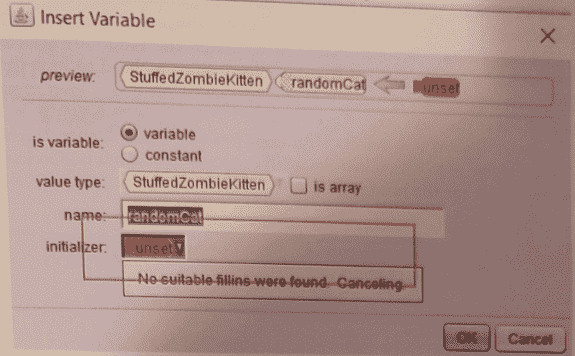 Insert Variable
preview: StuffedZombieKitten randomCat unset
is variable: variable
constant
value type: StuffedZombieKitten is array
name: randomCat
initializer: unset
No suitable fillins were found. Canceling
OK Cancel